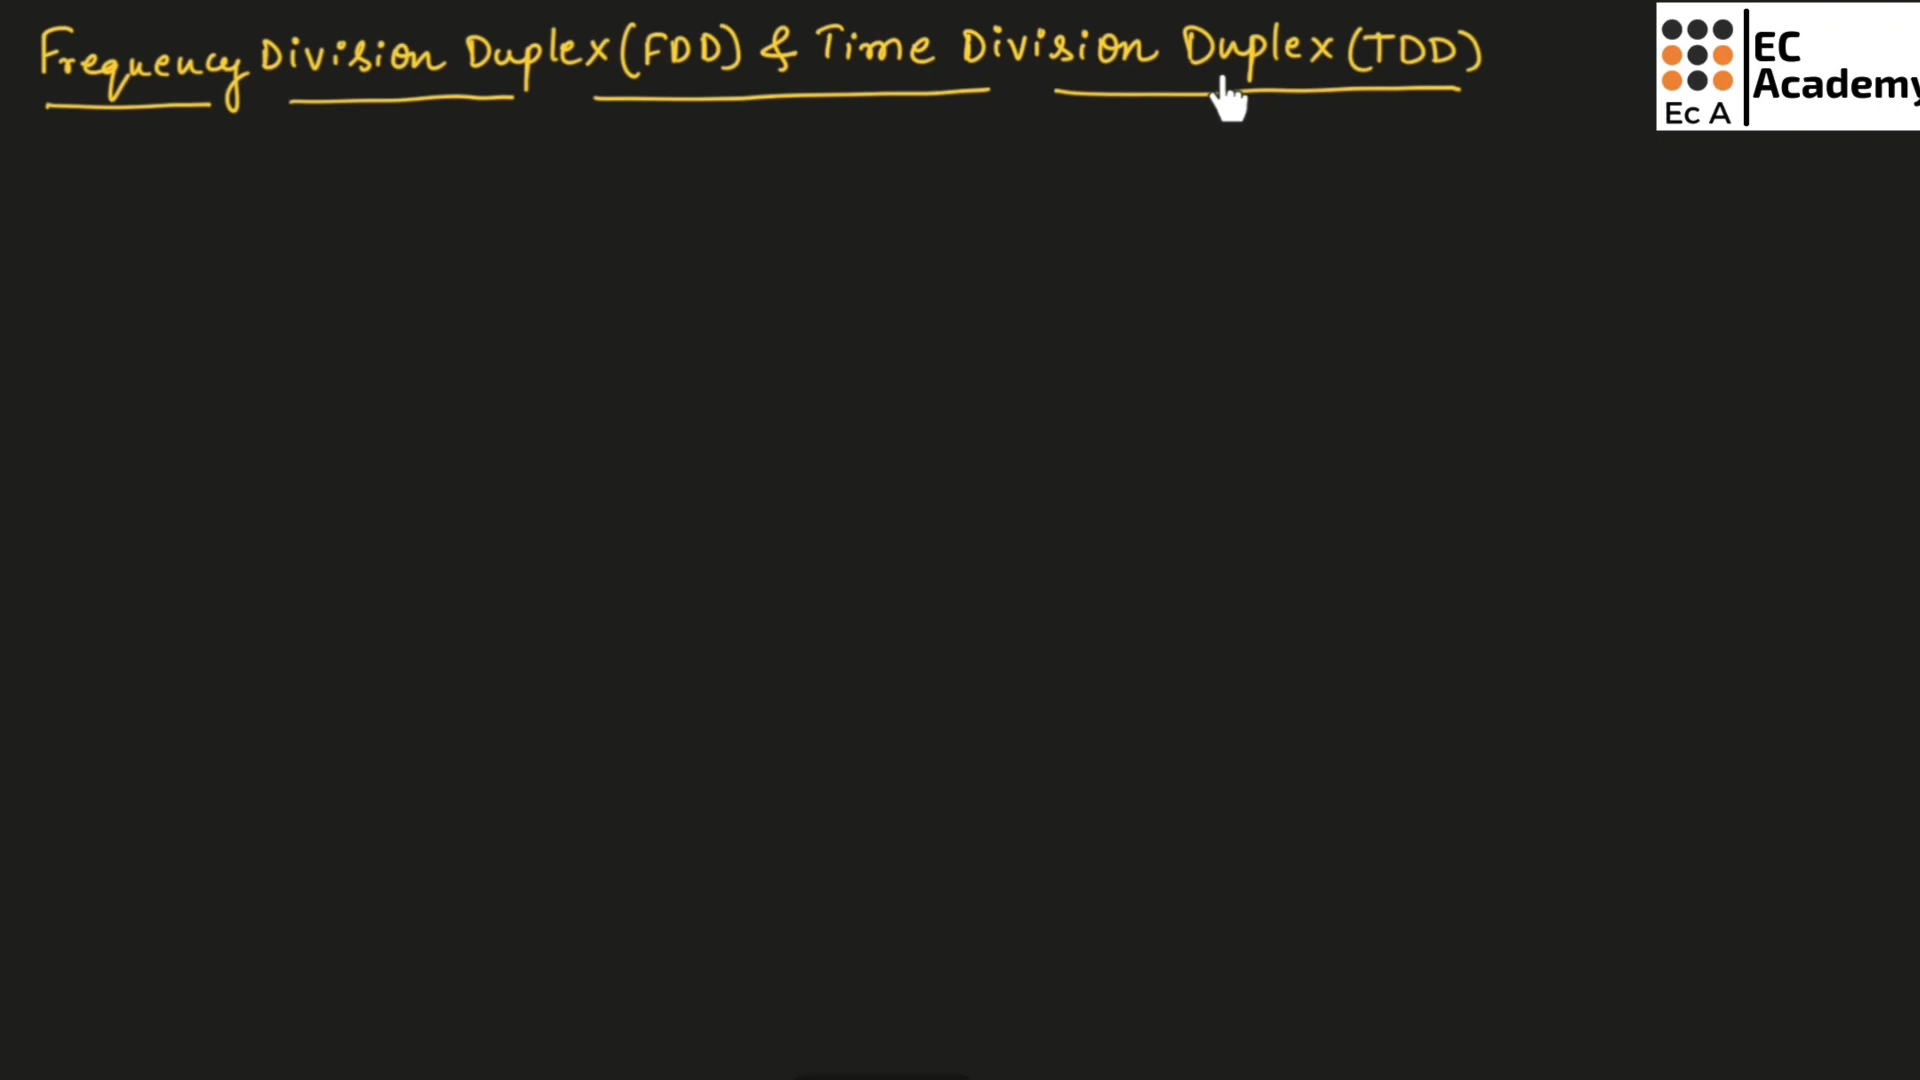 Frequency Division Duplex (FDD) & Time Division Duplex (TDD)
EC
Academy
Ec A